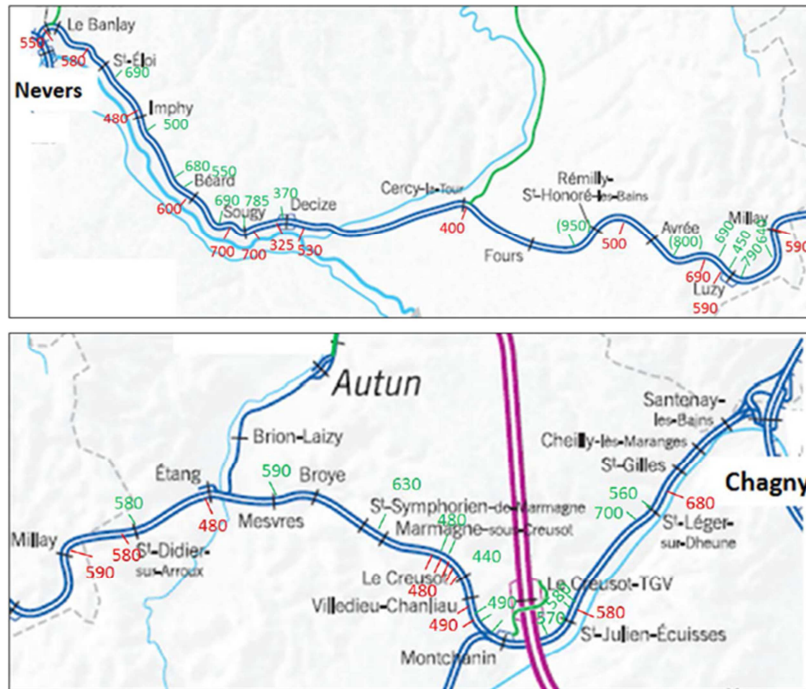 Le Banlay
550
580
St-Éloi
690
Nevers
480
Imphy
500
680
550
Béard
600
690
785
370
Sougy
Decize
700
700
325
530
Cercy-la-Tour
400
Fours
Rémilly-
St-Honoré-les-Bains
(950)
500
Avrée
(800)
690
690
450
790
640
Millay
590
Luzy
590
Autun
Santenay-
les-Bains
Brion-Laizy
Cheilly-lès-Maranges
St-Gilles
Chagny
Étang
590
Broye
630
580
480
Mesvres
St-Symphorien-de-Marmagne
480
Marmagne-sous-Creusot
560
700
680
St-Léger-
sur-Dheune
Millay
580
St-Didier-
sur-Arroux
590
440
Le Creusot
480
Le Creusot-TGV
Villedieu-Chanliau
490
490
580
570
580
St-Julien-Écuisses
Montchanin